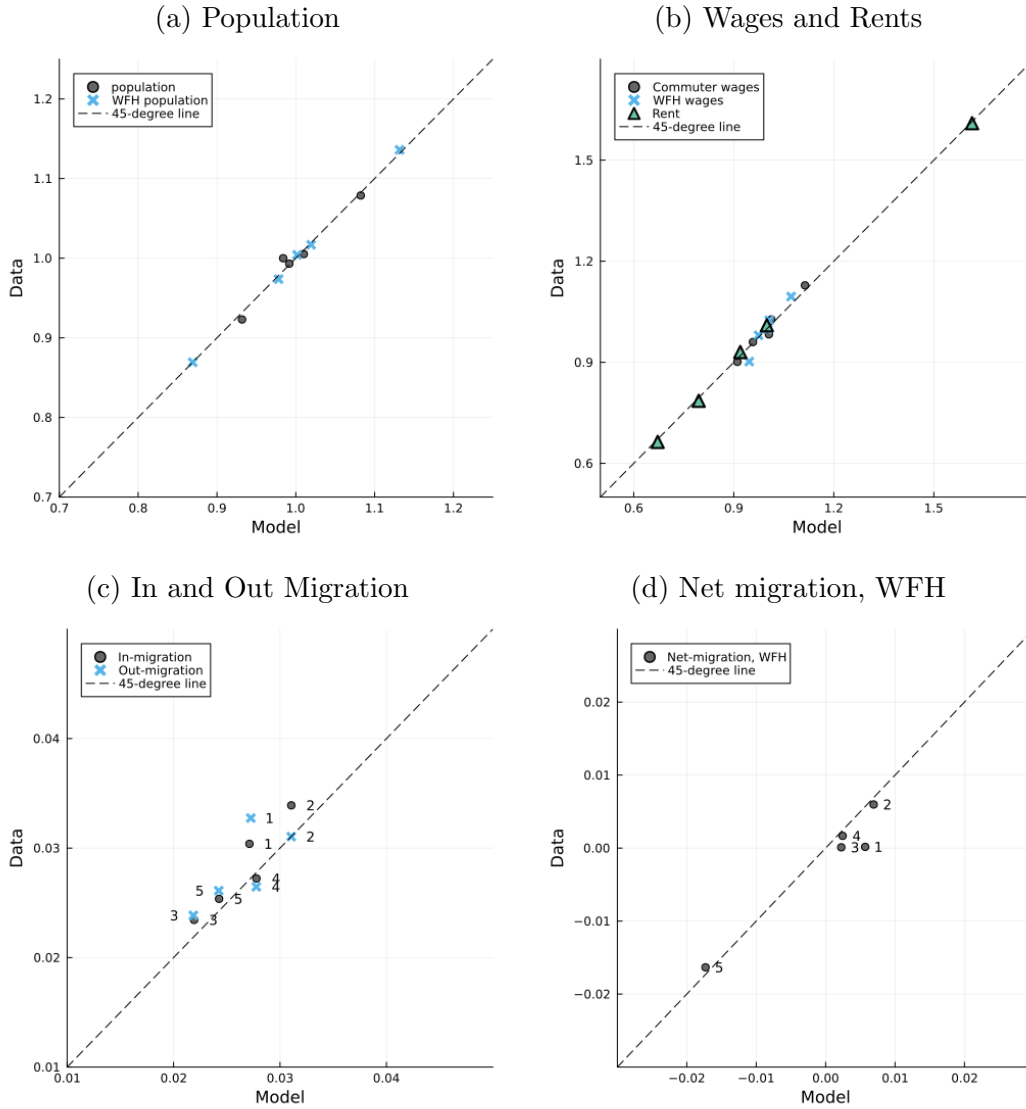 (a) Population
population
WFH population
45-degree line
1.2
1.1
1.0
0.9
0.8
0.7
Data
0.7
0.8
0.9
1.0
1.1
1.2
Model
(b) Wages and Rents
Commuter wages
WFH wages
Rent
45-degree line
1.5
1.2
0.9
0.6
Data
0.6
0.9
1.2
1.5
Model
(c) In and Out Migration
In-migration
Out-migration
45-degree line
0.04
0.03
0.02
0.01
Data
2
1
1
2
4
4
5
5
3
3
0.01
0.02
0.03
0.04
Model
(d) Net migration, WFH
Net-migration, WFH
45-degree line
0.02
0.01
0.00
−0.01
−0.02
Data
2
4
3
1
5
−0.02
−0.01
0.00
0.01
0.02
Model